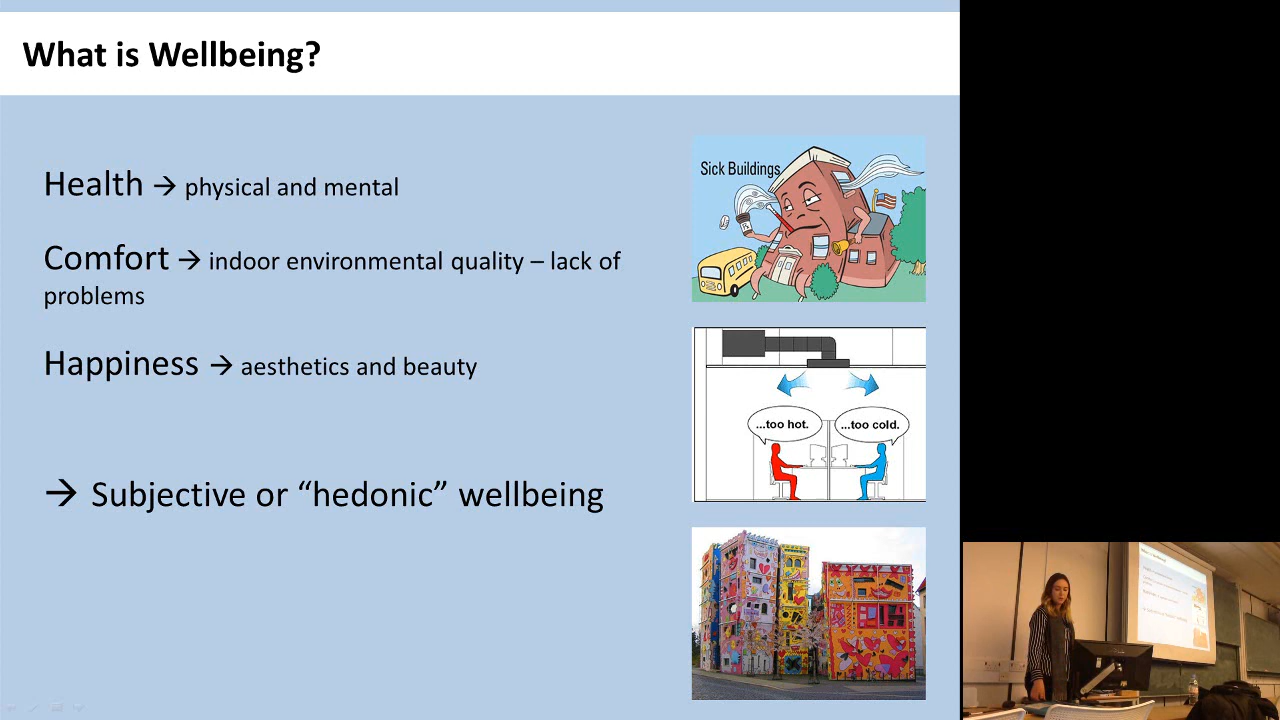 What is Wellbeing?
Health → physical and mental
Comfort → indoor environmental quality – lack of
problems
Happiness → aesthetics and beauty
→ Subjective or “hedonic” wellbeing
Sick Buildings
...too hot.
...too cold.